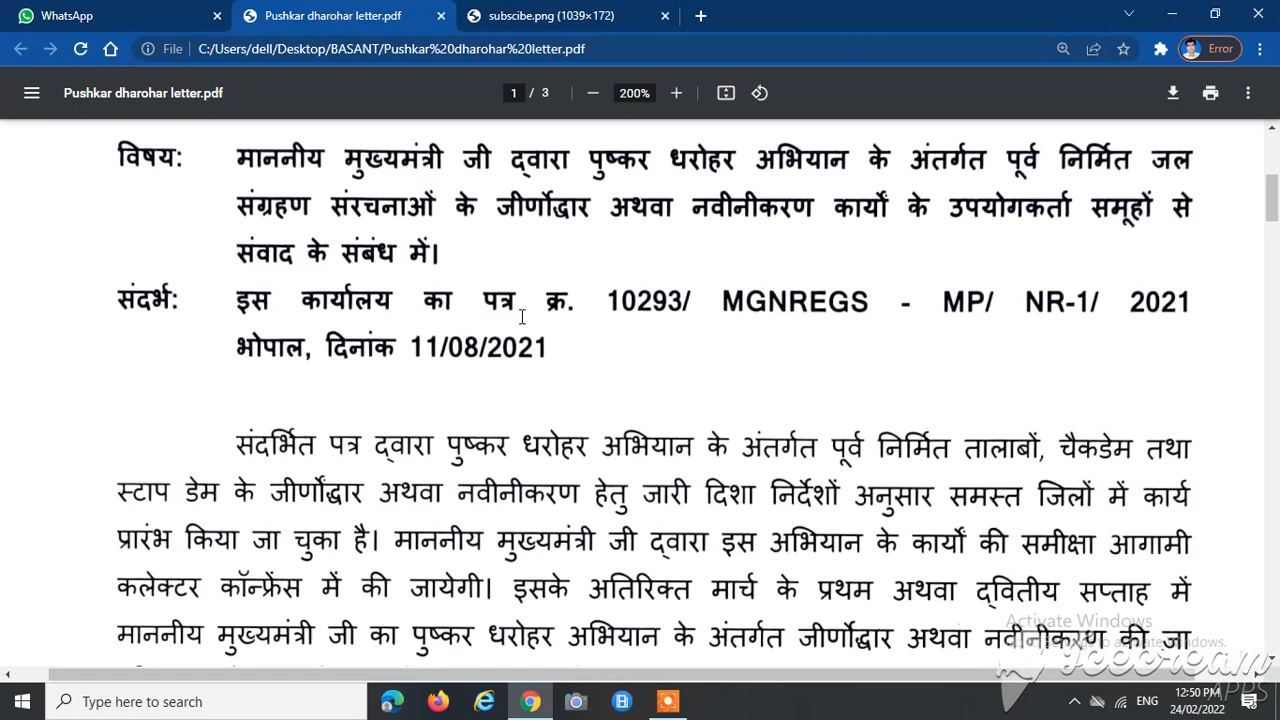 WhatsApp
Pushkar dharohar letter.pdf
subscibe.png (1039×172)
File
C:/Users/dell/Desktop/BASANT/Pushkar%20dharohar%20letter.pdf
Error
Pushkar dharohar letter.pdf
1 / 3
200%
विषय: माननीय मुख्यमंत्री जी द्वारा पुष्कर धरोहर अभियान के अंतर्गत पूर्व निर्मित जल
संग्रहण संरचनाओं के जीर्णोद्धार अथवा नवीनीकरण कार्यो के उपयोगकर्ता समूहों से
संवाद के संबंध में।
संदर्भ: इस कार्यालय का पत्र क्र. 10293/ MGNREGS - MP/ NR-1/ 2021
भोपाल, दिनांक 11/08/2021
संदर्भित पत्र द्वारा पुष्कर धरोहर अभियान के अंतर्गत पूर्व निर्मित तालाबों, चैकडेम तथा
स्टाप डेम के जीर्णोंद्धार अथवा नवीनीकरण हेतु जारी दिशा निर्देशों अनुसार समस्त जिलों में कार्य
प्रारंभ किया जा चुका है। माननीय मुख्यमंत्री जी द्वारा इस अभियान के कार्यों की समीक्षा आगामी
कलेक्टर कॉन्फ्रेंस में की जायेगी। इसके अतिरिक्त मार्च के प्रथम अथवा द्वितीय सप्ताह में
माननीय मुख्यमंत्री जी का पुष्कर धरोहर अभियान के अंतर्गत जीर्णोद्धार अथवा नवीनीकरण की जा
Activate Windows
Icecream
APPS
Type here to search
ENG
12:50 PM
24/02/2022